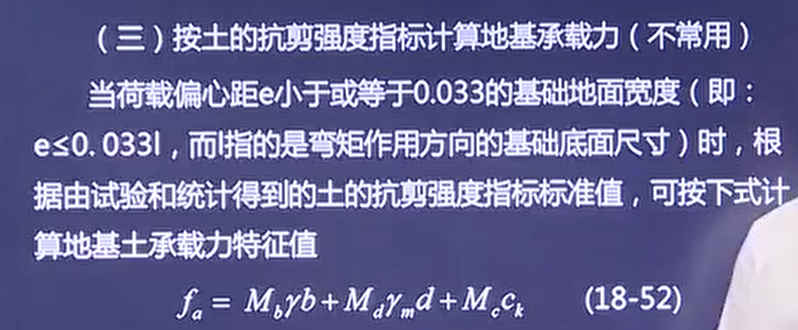 （三）按土的抗剪强度指标计算地基承载力（不常用）
当荷载偏心距e小于或等于0.033的基础地面宽度（即：
e≤0.033l，而l指的是弯矩作用方向的基础底面尺寸）时，根
据由试验和统计得到的土的抗剪强度指标标准值，可按下式计
算地基土承载力特征值
fₐ = M_bγb+M_dγ_m d+M_c c_k (18-52)